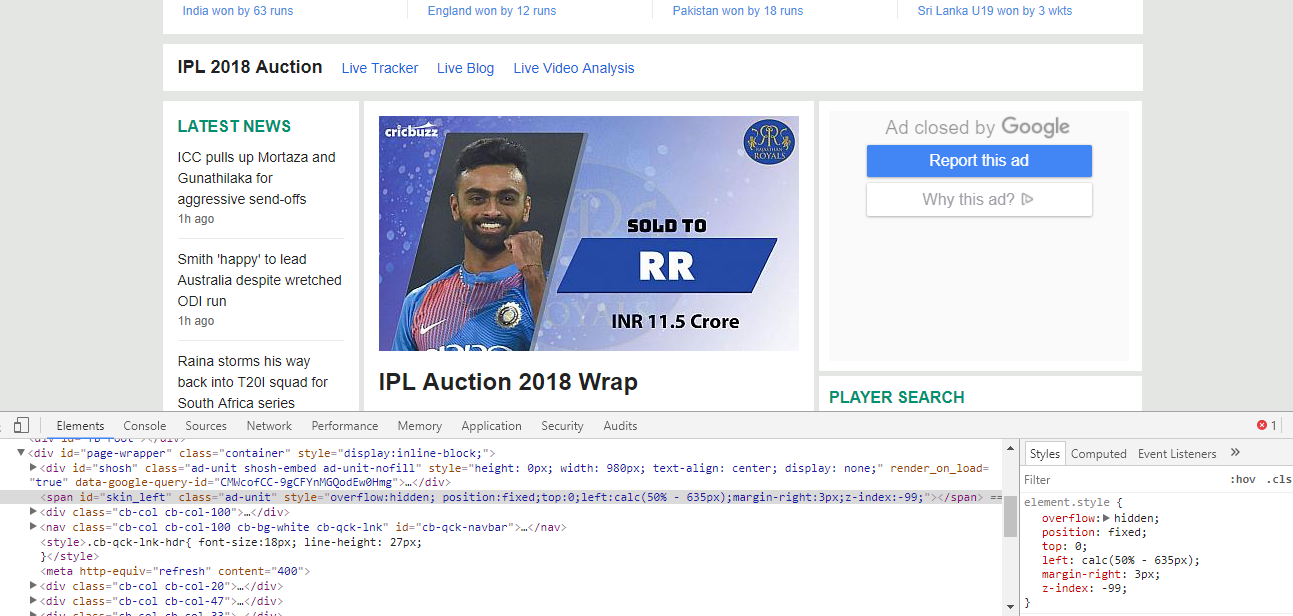 India won by 63 runs
England won by 12 runs
Pakistan won by 18 runs
Sri Lanka U19 won by 3 wkts
IPL 2018 Auction
Live Tracker
Live Blog
Live Video Analysis
LATEST NEWS
ICC pulls up Mortaza and
Gunathilaka for
aggressive send-offs
1h ago
Smith 'happy' to lead
Australia despite wretched
ODI run
1h ago
Raina storms his way
back into T20I squad for
South Africa series
cricbuzz
RAJASTHAN
ROYALS
SOLD TO
RR
INR 11.5 Crore
IPL Auction 2018 Wrap
Ad closed by Google
Report this ad
Why this ad?
PLAYER SEARCH
Elements
Console
Sources
Network
Performance
Memory
Application
Security
Audits
1
<div id="fb-root"></div>
<div id="page-wrapper" class="container" style="display:inline-block;">
<div id="shosh" class="ad-unit shosh-embed ad-unit-nofill" style="height: 0px; width: 980px; text-align: center; display: none;" render_on_load=
"true" data-google-query-id="CMWcofCC-9gCFYnMGQodEw0Hmg">…</div>
<span id="skin_left" class="ad-unit" style="overflow:hidden; position:fixed;top:0;left:calc(50% - 635px);margin-right:3px;z-index:-99;"></span> ==
<div class="cb-col cb-col-100">…</div>
<nav class="cb-col cb-col-100 cb-bg-white cb-qck-lnk" id="cb-qck-navbar">…</nav>
<style>.cb-qck-lnk-hdr{ font-size:18px; line-height: 27px;
}</style>
<meta http-equiv="refresh" content="400">
<div class="cb-col cb-col-20">…</div>
<div class="cb-col cb-col-47">…</div>
<div class="cb-col cb-col-33">…</div>
Styles
Computed
Event Listeners
»
Filter
:hov
.cls
element.style {
overflow: hidden;
position: fixed;
top: 0;
left: calc(50% - 635px);
margin-right: 3px;
z-index: -99;
}